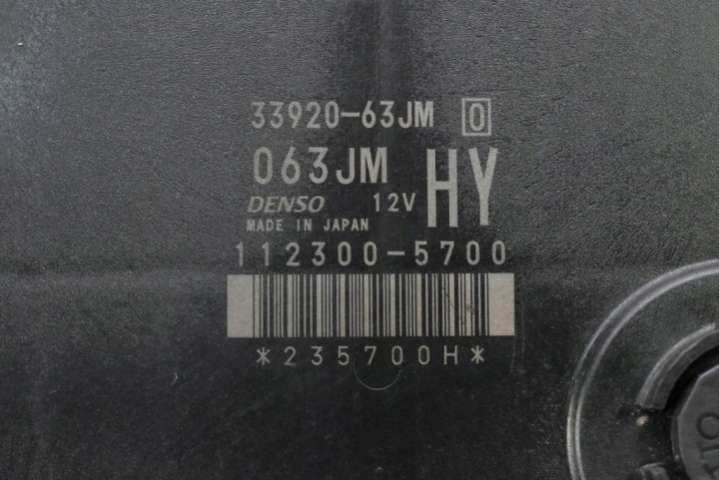 33920-63JM 0
063JM HY
DENSO 12V
MADE IN JAPAN
112300-5700
*235700H*